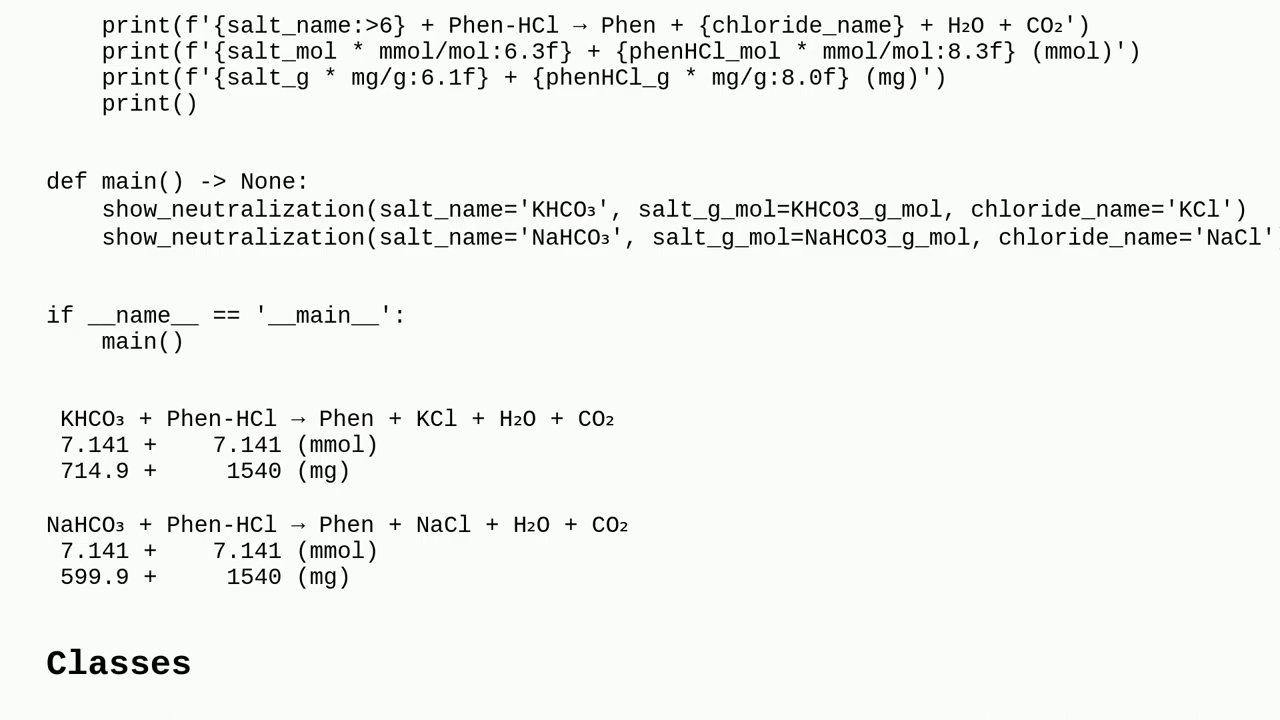 print(f'{salt_name:>6} + Phen-HCl → Phen + {chloride_name} + H₂O + CO₂')
    print(f'{salt_mol * mmol/mol:6.3f} + {phenHCl_mol * mmol/mol:8.3f} (mmol)')
    print(f'{salt_g * mg/g:6.1f} + {phenHCl_g * mg/g:8.0f} (mg)')
    print()
def main() -> None:
    show_neutralization(salt_name='KHCO₃', salt_g_mol=KHCO3_g_mol, chloride_name='KCl')
    show_neutralization(salt_name='NaHCO₃', salt_g_mol=NaHCO3_g_mol, chloride_name='NaCl'
if __name__ == '__main__':
    main()
 KHCO₃ + Phen-HCl → Phen + KCl + H₂O + CO₂
 7.141 +    7.141 (mmol)
 714.9 +     1540 (mg)
NaHCO₃ + Phen-HCl → Phen + NaCl + H₂O + CO₂
 7.141 +    7.141 (mmol)
 599.9 +     1540 (mg)
Classes